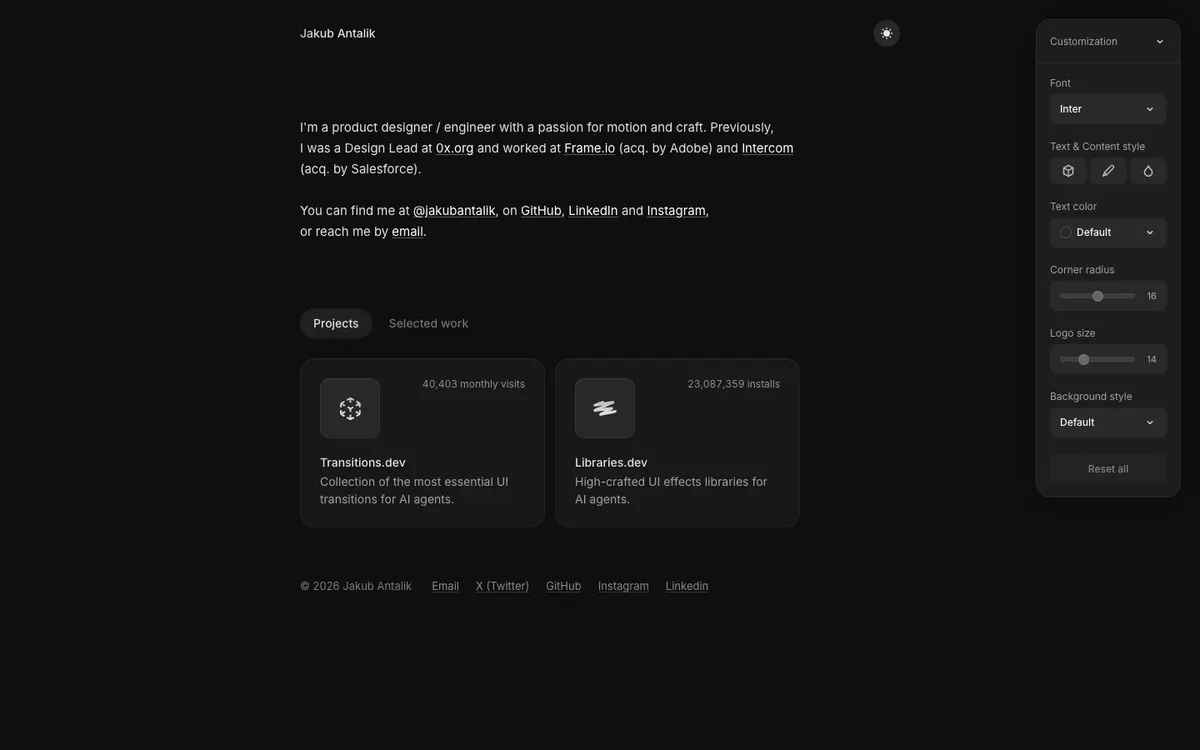 Jakub Antalik
I'm a product designer / engineer with a passion for motion and craft. Previously,
I was a Design Lead at 0x.org and worked at Frame.io (acq. by Adobe) and Intercom
(acq. by Salesforce).
You can find me at @jakubantalik, on GitHub, LinkedIn and Instagram,
or reach me by email.
Projects
Selected work
40,403 monthly visits
Transitions.dev
Collection of the most essential UI
transitions for AI agents.
23,087,359 installs
Libraries.dev
High-crafted UI effects libraries for
AI agents.
© 2026 Jakub Antalik Email X (Twitter) GitHub Instagram Linkedin
Customization
Font
Inter
Text & Content style
Text color
Default
Corner radius
16
Logo size
14
Background style
Default
Reset all